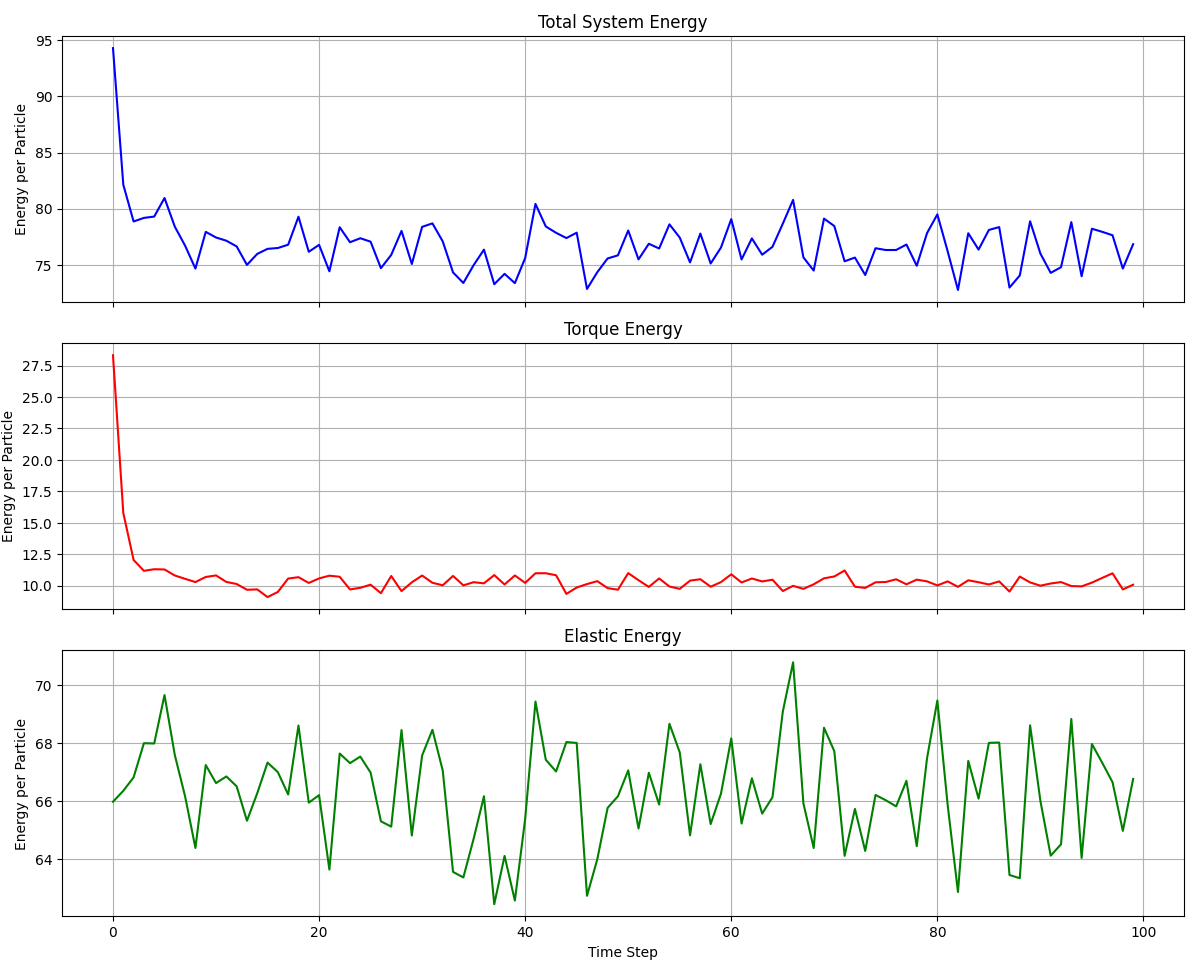 Total System Energy
Energy per Particle
95
90
85
80
75
Torque Energy
Energy per Particle
27.5
25.0
22.5
20.0
17.5
15.0
12.5
10.0
Elastic Energy
Energy per Particle
70
68
66
64
0 20 40 60 80 100
Time Step